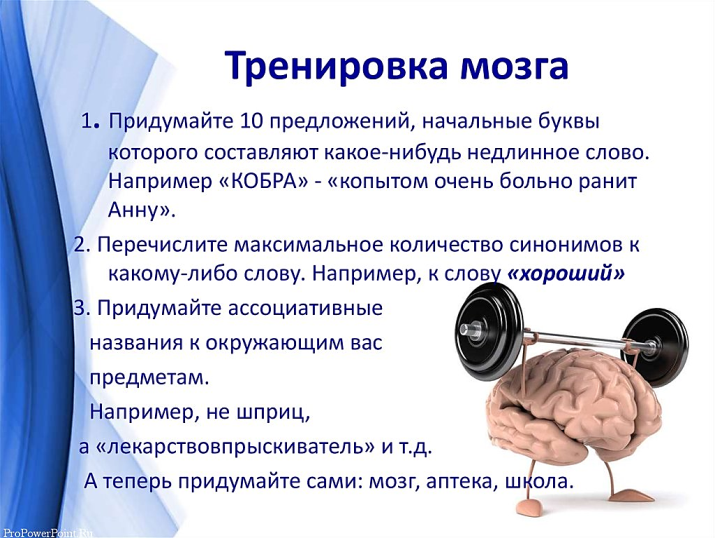 Тренировка мозга
1. Придумайте 10 предложений, начальные буквы
которого составляют какое-нибудь недлинное слово.
Например «КОБРА» - «копытом очень больно ранит
Анну».
2. Перечислите максимальное количество синонимов к
какому-либо слову. Например, к слову «хороший»
3. Придумайте ассоциативные
названия к окружающим вас
предметам.
Например, не шприц,
а «лекарствовпрыскиватель» и т.д.
А теперь придумайте сами: мозг, аптека, школа.
ProPowerPoint.Ru